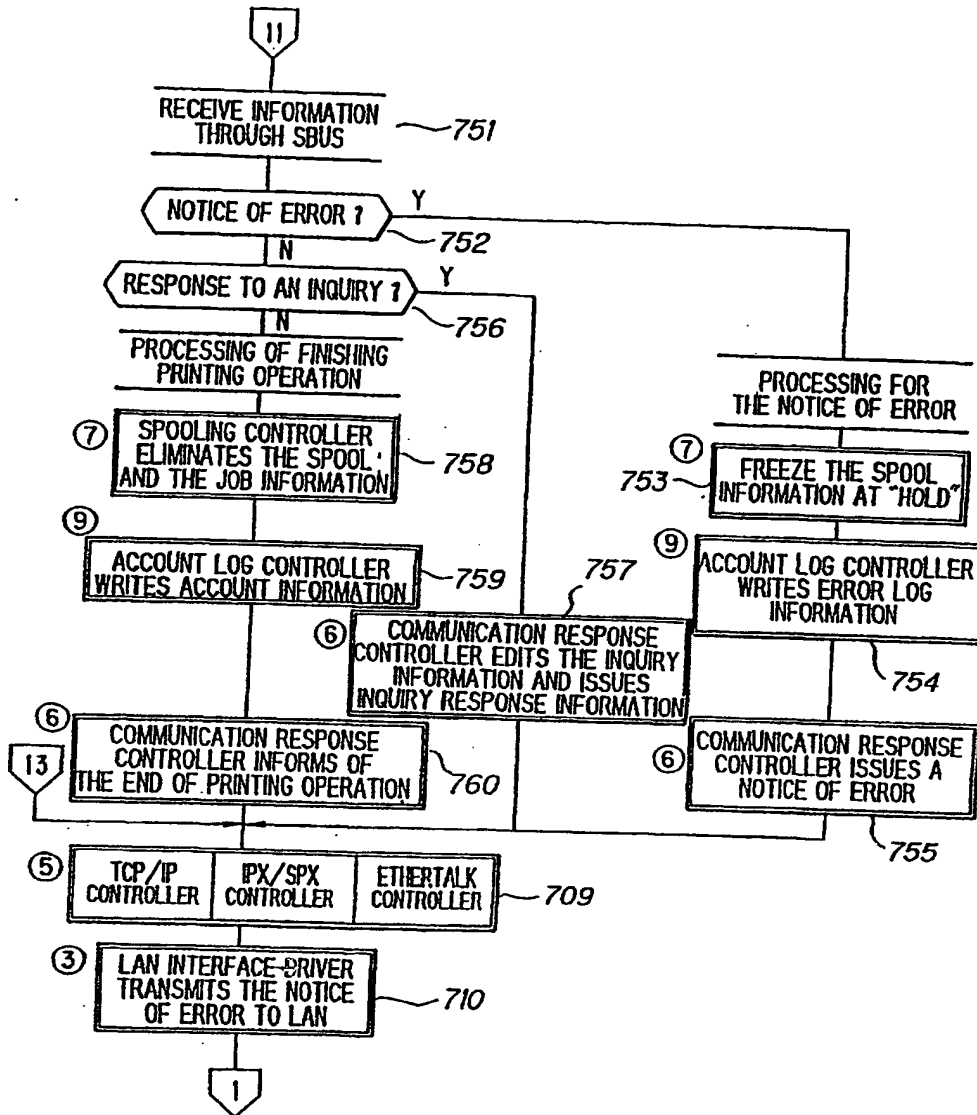 11
RECEIVE INFORMATION
THROUGH SBUS
751
NOTICE OF ERROR ?
Y
752
N
RESPONSE TO AN INQUIRY ?
Y
756
N
PROCESSING OF FINISHING
PRINTING OPERATION
⑦
SPOOLING CONTROLLER
ELIMINATES THE SPOOL
AND THE JOB INFORMATION
758
⑨
ACCOUNT LOG CONTROLLER
WRITES ACCOUNT INFORMATION
759
757
⑥
COMMUNICATION RESPONSE
CONTROLLER EDITS THE INQUIRY
INFORMATION AND ISSUES
INQUIRY RESPONSE INFORMATION
PROCESSING FOR
THE NOTICE OF ERROR
⑦
753
FREEZE THE SPOOL
INFORMATION AT "HOLD"
⑨
ACCOUNT LOG CONTROLLER
WRITES ERROR LOG
INFORMATION
754
⑥
COMMUNICATION RESPONSE
CONTROLLER ISSUES A
NOTICE OF ERROR
755
⑥
COMMUNICATION RESPONSE
CONTROLLER INFORMS OF
THE END OF PRINTING OPERATION
760
13
⑤
TCP/IP
CONTROLLER
IPX/SPX
CONTROLLER
ETHERTALK
CONTROLLER
709
③
LAN INTERFACE-DRIVER
TRANSMITS THE NOTICE
OF ERROR TO LAN
710
1